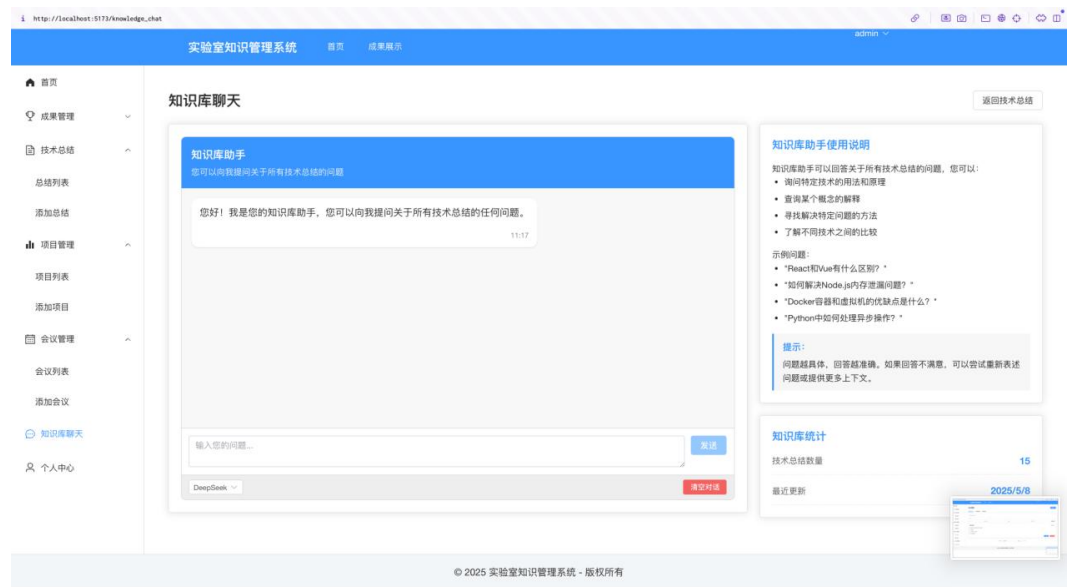 http://localhost:5173/knowledge_chat
实验室知识管理系统
首页
成果展示
admin
首页
成果管理
技术总结
总结列表
添加总结
项目管理
项目列表
添加项目
会议管理
会议列表
添加会议
知识库聊天
个人中心
知识库聊天
返回技术总结
知识库助手
您可以向我提问关于所有技术总结的问题
您好！我是您的知识库助手，您可以向我提问关于所有技术总结的任何问题。
11:17
输入您的问题...
发送
DeepSeek
清空对话
知识库助手使用说明
知识库助手可以回答关于所有技术总结的问题，您可以：
• 询问特定技术的用法和原理
• 查询某个概念的解释
• 寻找解决特定问题的方法
• 了解不同技术之间的比较
示例问题：
• "React和Vue有什么区别？"
• "如何解决Node.js内存泄漏问题？"
• "Docker容器和虚拟机的优缺点是什么？"
• "Python中如何处理异步操作？"
提示：
问题越具体，回答越准确。如果回答不满意，可以尝试重新表述
问题或提供更多上下文。
知识库统计
技术总结数量
15
最近更新
2025/5/8
© 2025 实验室知识管理系统 - 版权所有